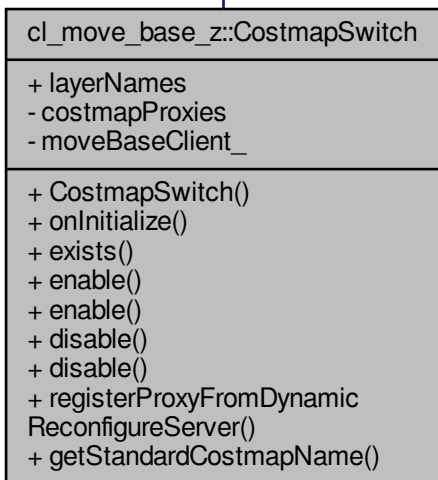 cl_move_base_z::CostmapSwitch
+ layerNames
- costmapProxies
- moveBaseClient_
+ CostmapSwitch()
+ onInitialize()
+ exists()
+ enable()
+ enable()
+ disable()
+ disable()
+ registerProxyFromDynamic
ReconfigureServer()
+ getStandardCostmapName()